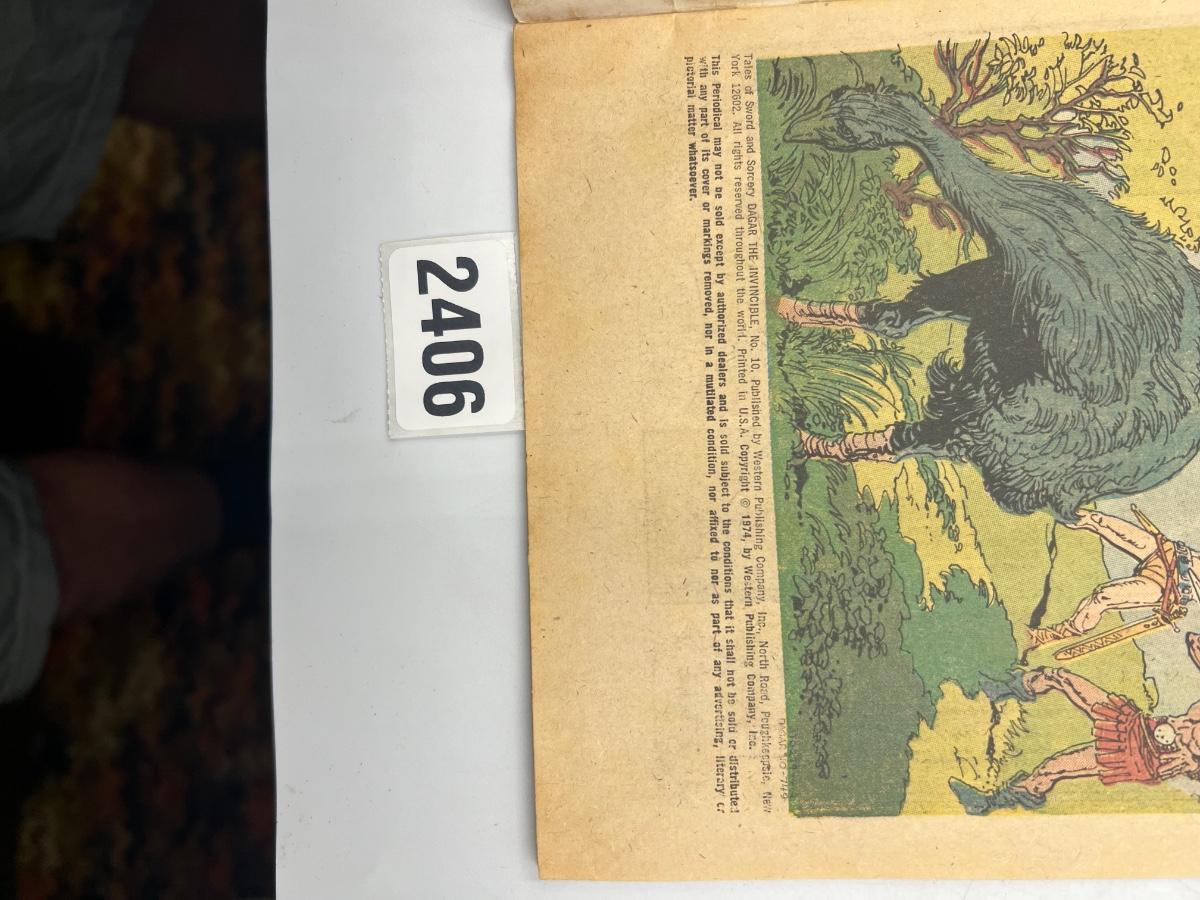 2406
DAGAR 10-749
Tales of Sword and Sorcery DAGAR THE INVINCIBLE, No. 10, Published by Western Publishing Company, Inc., North Road, Poughkeepsie, New
York 12602. All rights reserved throughout the world. Printed in U.S.A. Copyright © 1974, by Western Publishing Company, Inc.
This Periodical may not be sold except by authorized dealers and is sold subject to the conditions that it shall not be sold or distributed
with any part of its cover or markings removed, nor in a mutilated condition, nor affixed to nor as part of any advertising, literary or
pictorial matter whatsoever.